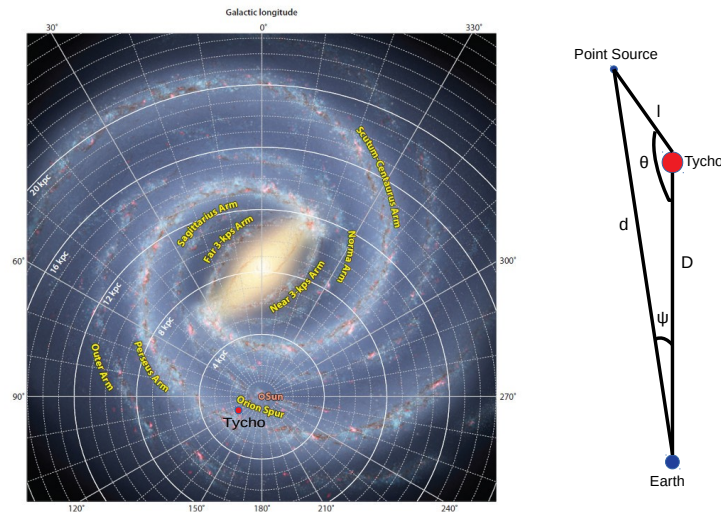 Galactic longitude
30°
0°
330°
20 kpc
16 kpc
12 kpc
8 kpc
4 kpc
Scutum Centaurus Arm
Sagittarius Arm
Far 3-kps Arm
Norma Arm
Near 3-kps Arm
60°
300°
Outer Arm
Perseus Arm
90°
Orion Spur
Sun
270°
Tycho
120°
150°
180°
210°
240°
Point Source
l
Tycho
θ
d
D
ψ
Earth